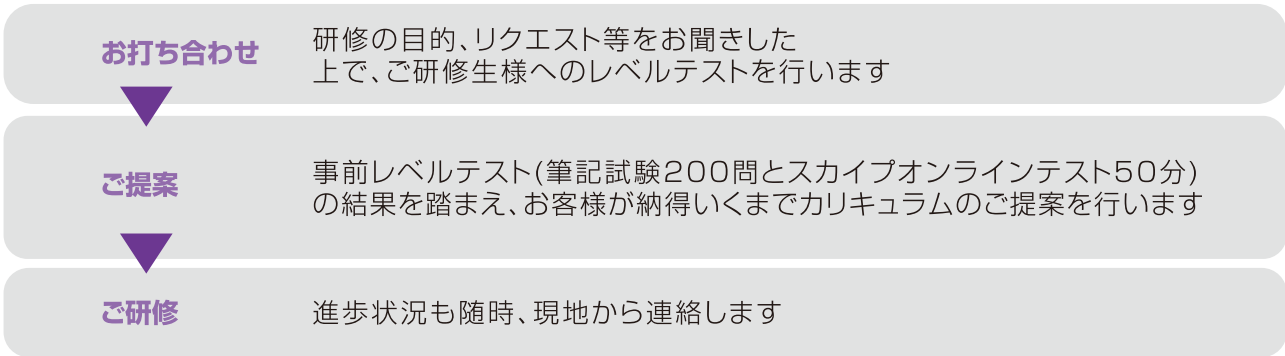 お打ち合わせ
研修の目的、リクエスト等をお聞きした
上で、ご研修生様へのレベルテストを行います
ご提案
事前レベルテスト(筆記試験200問とスカイプオンラインテスト50分)
の結果を踏まえ、お客様が納得いくまでカリキュラムのご提案を行います
ご研修
進歩状況も随時、現地から連絡します